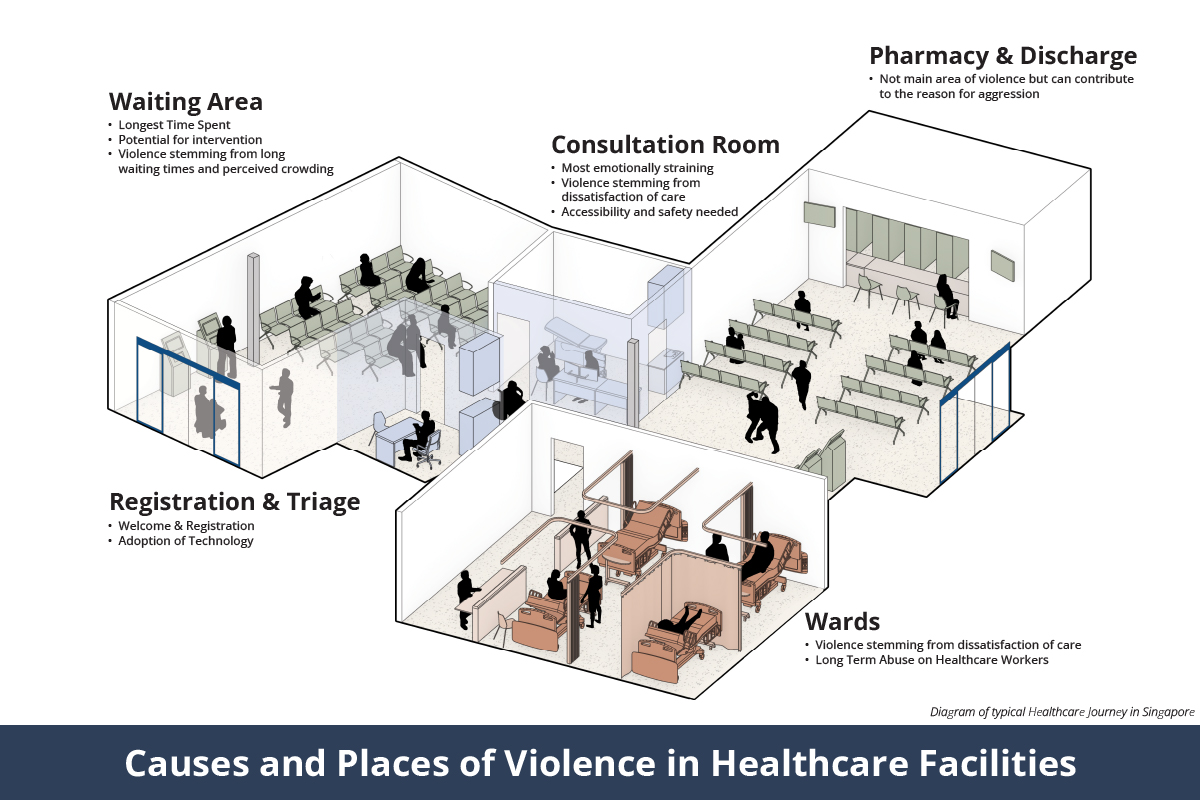 Pharmacy & Discharge
• Not main area of violence but can contribute
to the reason for aggression
Waiting Area
• Longest Time Spent
• Potential for intervention
• Violence stemming from long
waiting times and perceived crowding
Consultation Room
• Most emotionally straining
• Violence stemming from
dissatisfaction of care
• Accessibility and safety needed
Registration & Triage
• Welcome & Registration
• Adoption of Technology
Wards
• Violence stemming from dissatisfaction of care
• Long Term Abuse on Healthcare Workers
Diagram of typical Healthcare Journey in Singapore
Causes and Places of Violence in Healthcare Facilities